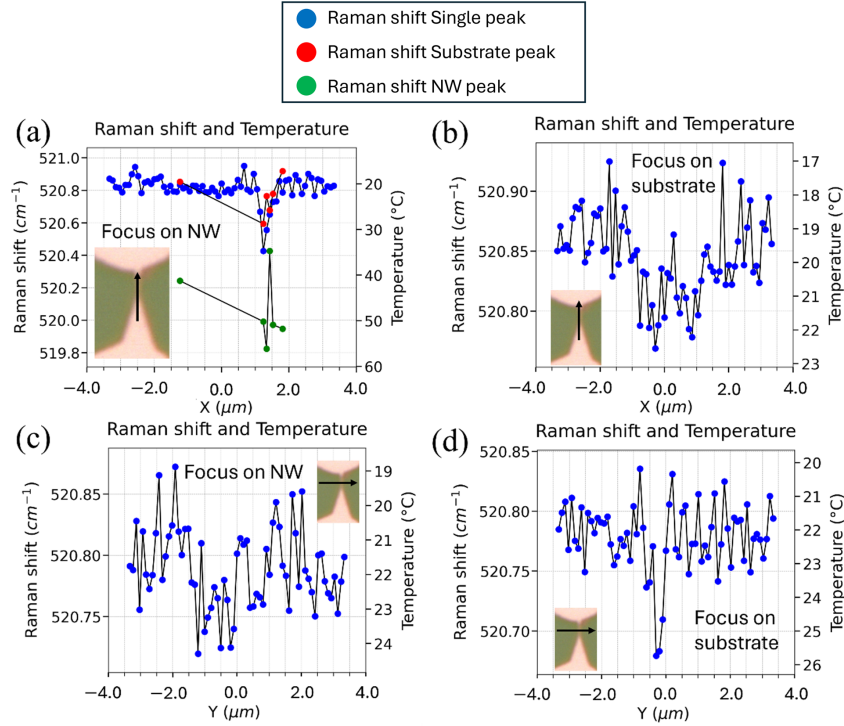 Raman shift Single peak
Raman shift Substrate peak
Raman shift NW peak
(a)
Raman shift and Temperature
521.0
520.8
520.6
520.4
520.2
520.0
519.8
Raman shift (cm⁻¹)
Focus on NW
20
30
40
50
60
Temperature (°C)
−4.0
−2.0
0.0
2.0
4.0
X (μm)
(b)
Raman shift and Temperature
520.90
520.85
520.80
Raman shift (cm⁻¹)
Focus on
substrate
17
18
19
20
21
22
23
Temperature (°C)
−4.0
−2.0
0.0
2.0
4.0
X (μm)
(c)
Raman shift and Temperature
520.85
520.80
520.75
Raman shift (cm⁻¹)
Focus on NW
19
20
21
22
23
24
Temperature (°C)
−4.0
−2.0
0.0
2.0
4.0
Y (μm)
(d)
Raman shift and Temperature
520.85
520.80
520.75
520.70
Raman shift (cm⁻¹)
Focus on
substrate
20
21
22
23
24
25
26
Temperature (°C)
−4.0
−2.0
0.0
2.0
4.0
Y (μm)